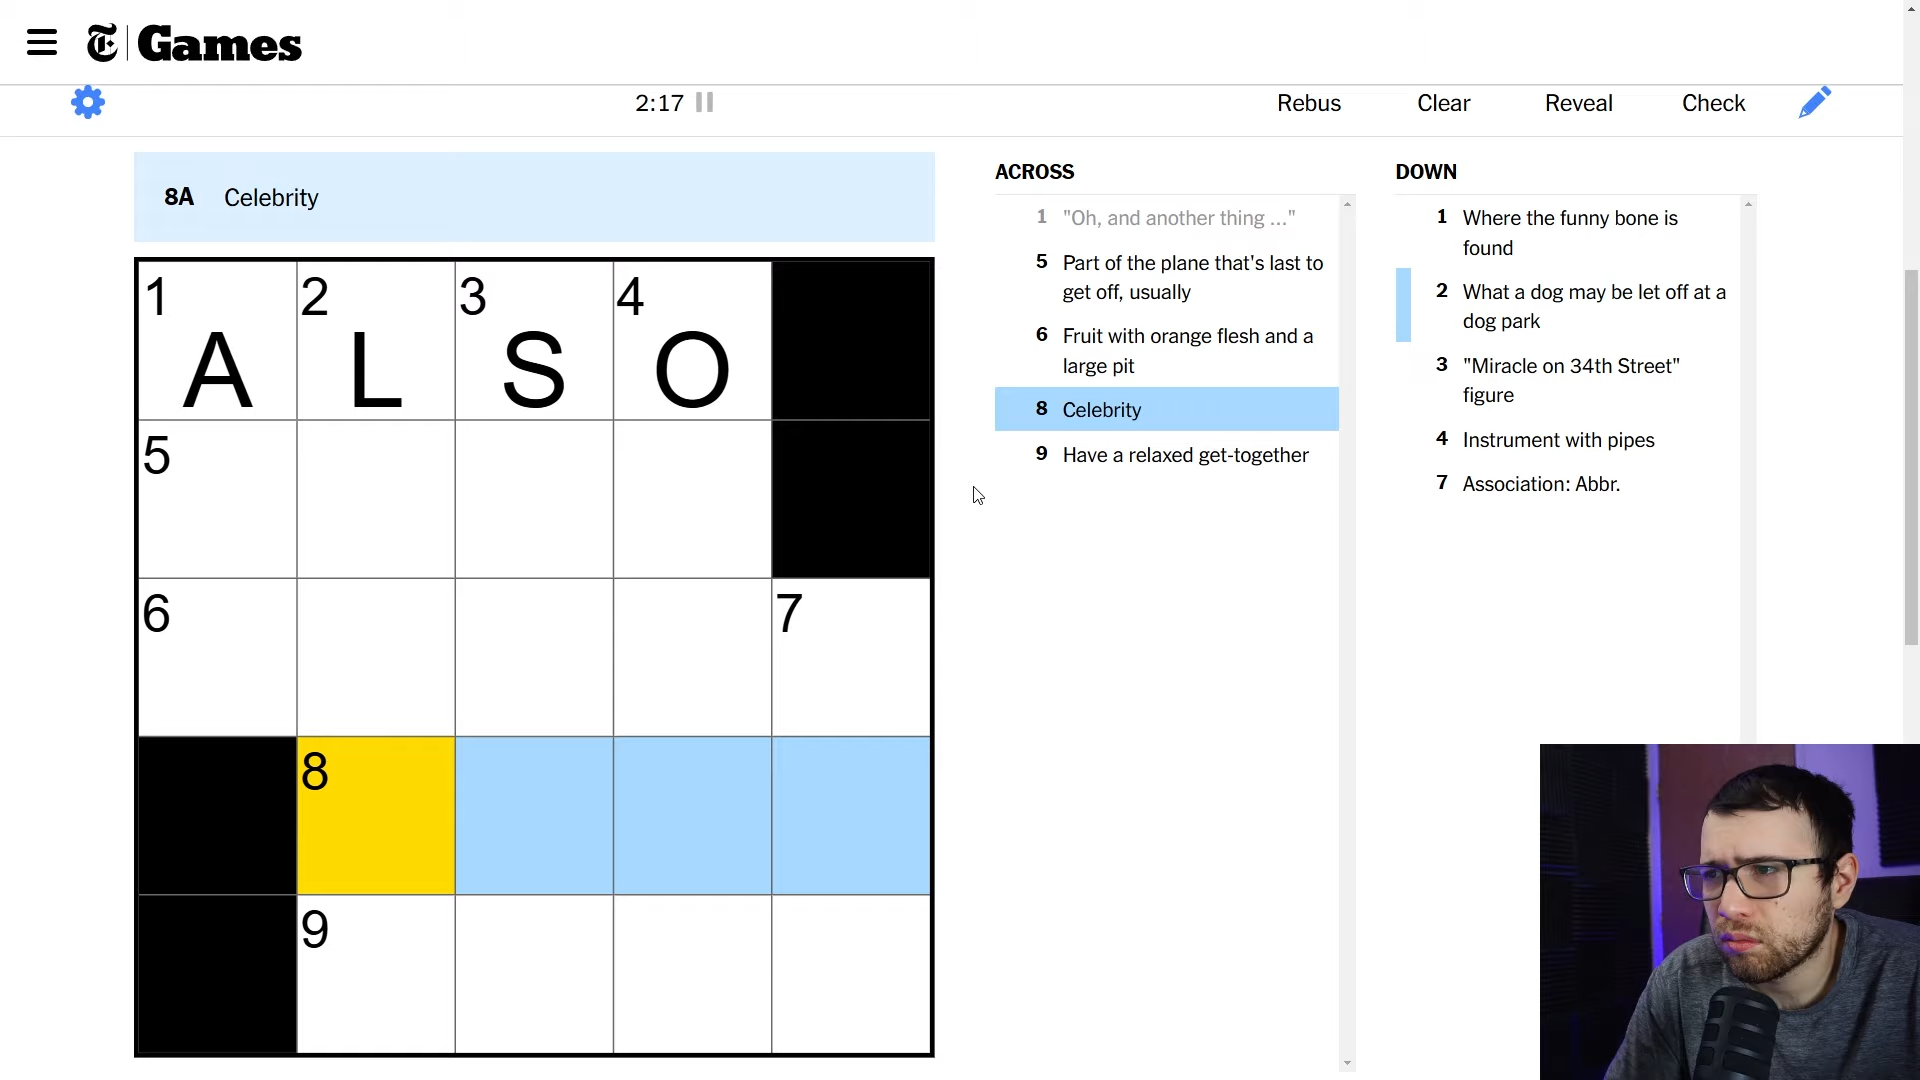 T Games
2:17
Rebus Clear Reveal Check
8A Celebrity
1 2 3 4
A L S O
5
6 7
8
9
ACROSS
1 "Oh, and another thing ..."
5 Part of the plane that's last to
get off, usually
6 Fruit with orange flesh and a
large pit
8 Celebrity
9 Have a relaxed get-together
DOWN
1 Where the funny bone is
found
2 What a dog may be let off at a
dog park
3 "Miracle on 34th Street"
figure
4 Instrument with pipes
7 Association: Abbr.